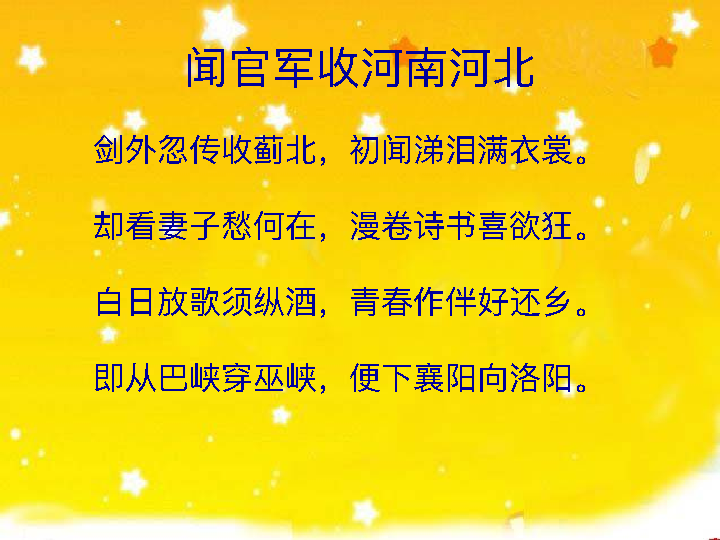 闻官军收河南河北
剑外忽传收蓟北，初闻涕泪满衣裳。
却看妻子愁何在，漫卷诗书喜欲狂。
白日放歌须纵酒，青春作伴好还乡。
即从巴峡穿巫峡，便下襄阳向洛阳。